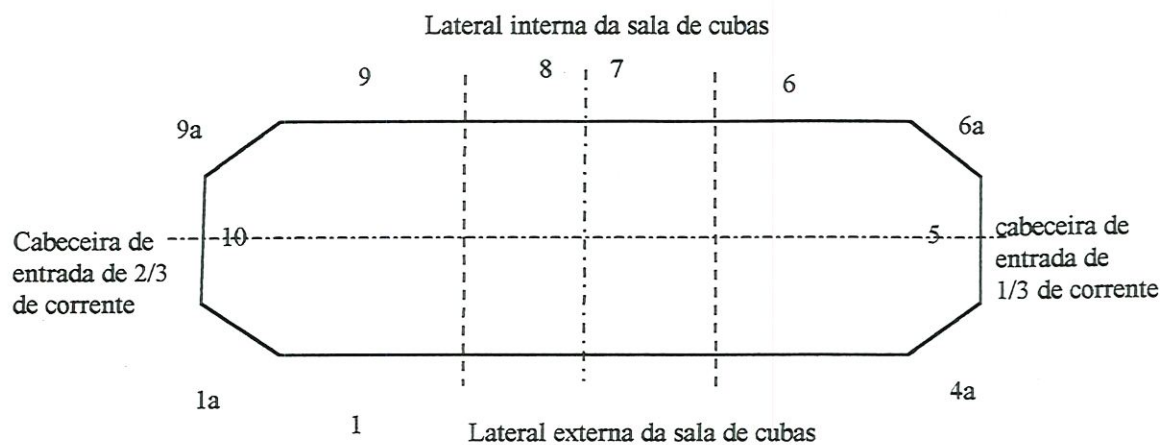 Lateral interna da sala de cubas
9 8 7 6
9a 6a
Cabeceira de
entrada de 2/3
de corrente
10
5
cabeceira de
entrada de
1/3 de corrente
1a 4a
1
Lateral externa da sala de cubas